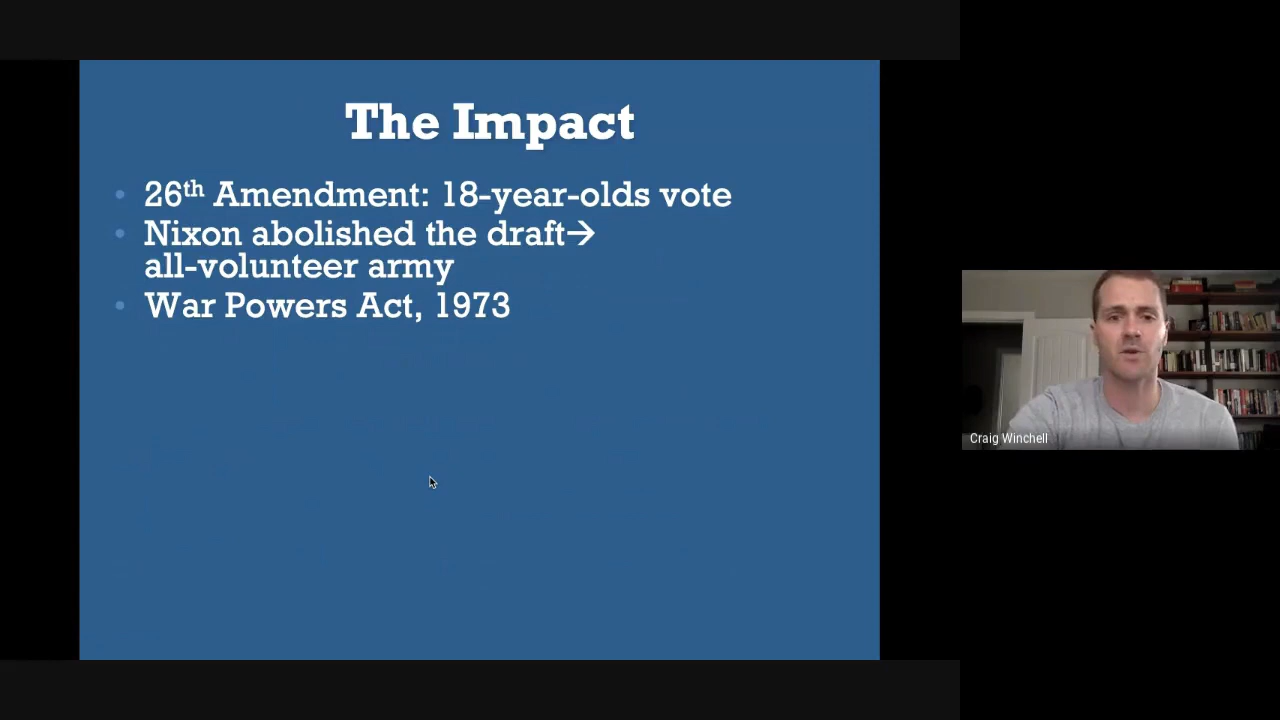 The Impact
• 26th Amendment: 18-year-olds vote
• Nixon abolished the draft→
all-volunteer army
• War Powers Act, 1973
Craig Winchell